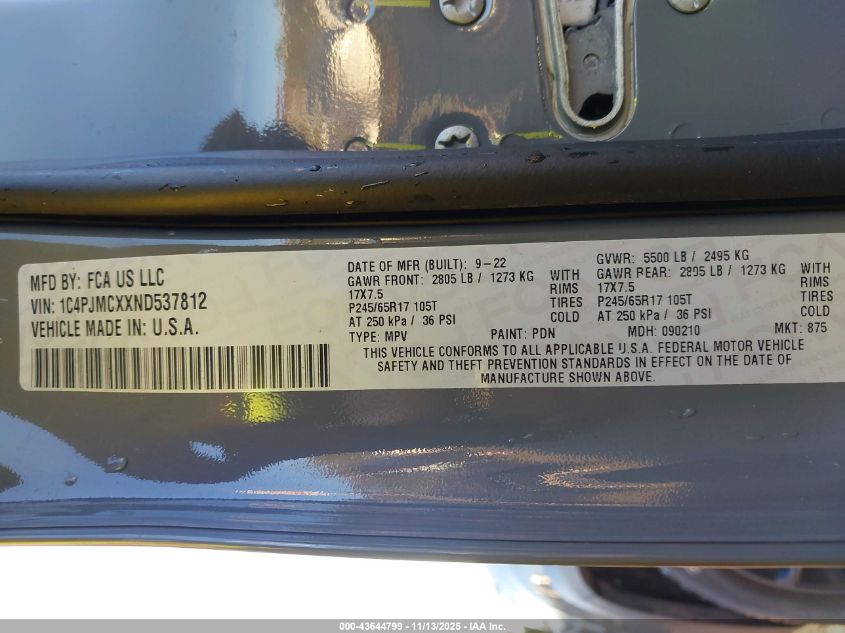 MFD BY: FCA US LLC
VIN: 1C4PJMCXXND537812
VEHICLE MADE IN: U.S.A.
DATE OF MFR (BUILT): 9-22
GVWR: 5500 LB / 2495 KG
GAWR FRONT: 2805 LB / 1273 KG WITH
GAWR REAR: 2805 LB / 1273 KG WITH
17X7.5 RIMS
17X7.5 RIMS
P245/65R17 105T TIRES
P245/65R17 105T TIRES
AT 250 kPa / 36 PSI COLD
AT 250 kPa / 36 PSI COLD
TYPE: MPV PAINT: PDN MDH: 090210 MKT: 875
THIS VEHICLE CONFORMS TO ALL APPLICABLE U.S.A. FEDERAL MOTOR VEHICLE
SAFETY AND THEFT PREVENTION STANDARDS IN EFFECT ON THE DATE OF
MANUFACTURE SHOWN ABOVE.
000-43644799 - 11/13/2025 - IAA Inc.